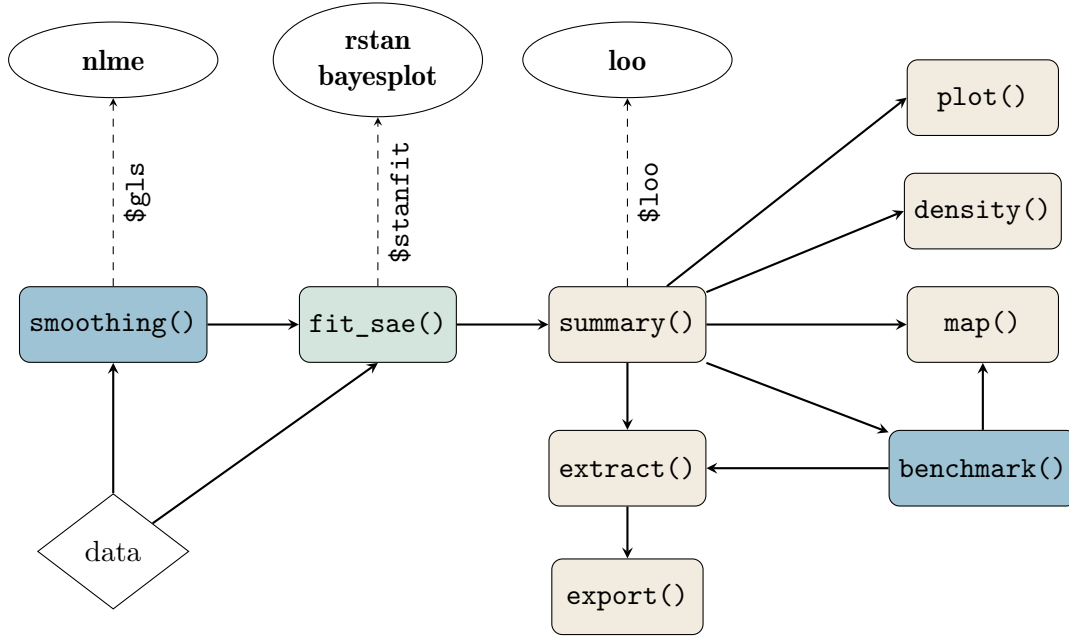 nlme
rstan
bayesplot
loo
plot()
$gls
$stanfit
$loo
density()
smoothing()
fit_sae()
summary()
map()
extract()
benchmark()
data
export()